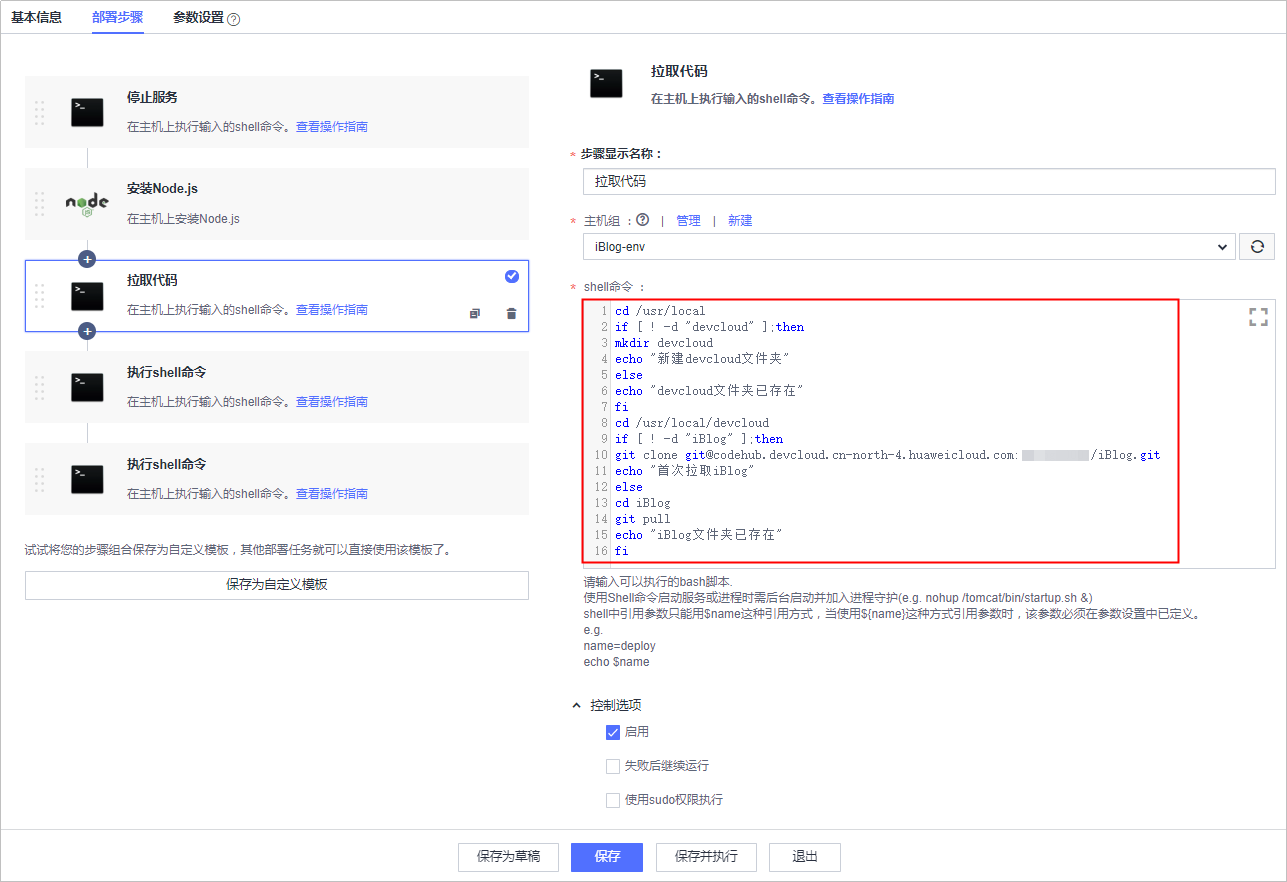 基本信息 部署步骤 参数设置
停止服务
在主机上执行输入的shell命令。查看操作指南
安装Node.js
在主机上安装Node.js
拉取代码
在主机上执行输入的shell命令。查看操作指南
执行shell命令
在主机上执行输入的shell命令。查看操作指南
执行shell命令
在主机上执行输入的shell命令。查看操作指南
试试将您的步骤组合保存为自定义模板，其他部署任务就可以直接使用该模板了。
保存为自定义模板
拉取代码
在主机上执行输入的shell命令。查看操作指南
* 步骤显示名称：
拉取代码
* 主机组 : ? | 管理 | 新建
iBlog-env
* shell命令 :
1 cd /usr/local
2 if [ ! -d "devcloud" ];then
3 mkdir devcloud
4 echo "新建devcloud文件夹"
5 else
6 echo "devcloud文件夹已存在"
7 fi
8 cd /usr/local/devcloud
9 if [ ! -d "iBlog" ];then
10 git clone git@codehub.devcloud.cn-north-4.huaweicloud.com: /iBlog.git
11 echo "首次拉取iBlog"
12 else
13 cd iBlog
14 git pull
15 echo "iBlog文件夹已存在"
16 fi
请输入可以执行的bash脚本.
使用Shell命令启动服务或进程时需后台启动并加入进程守护(e.g. nohup /tomcat/bin/startup.sh &)
shell中引用参数只能用$name这种引用方式，当使用${name}这种方式引用参数时，该参数必须在参数设置中已定义。
e.g.
name=deploy
echo $name
控制选项
启用
失败后继续运行
使用sudo权限执行
保存为草稿 保存 保存并执行 退出